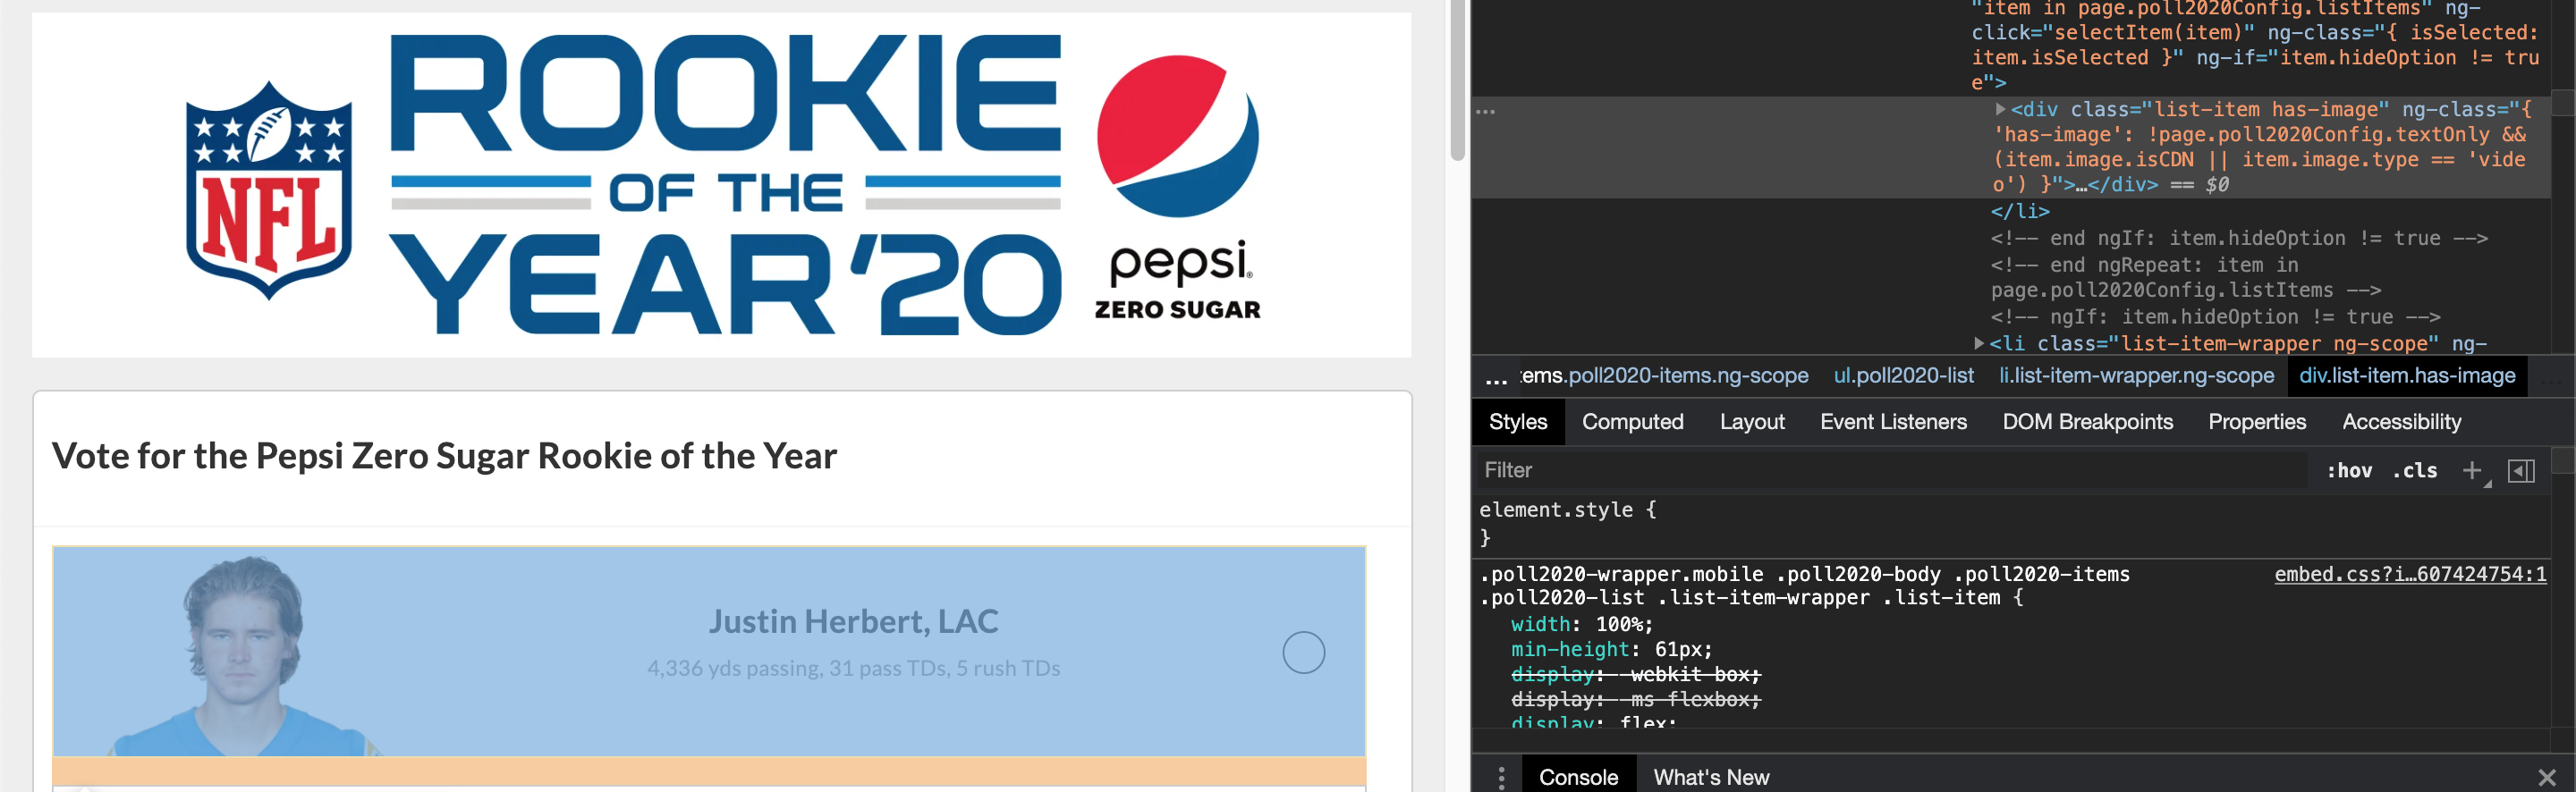 ROOKIE
OF THE
YEAR'20
NFL
pepsi®
ZERO SUGAR
Vote for the Pepsi Zero Sugar Rookie of the Year
Justin Herbert, LAC
4,336 yds passing, 31 pass TDs, 5 rush TDs
"item in page.poll2020Config.listItems" ng-
click="selectItem(item)" ng-class="{ isSelected:
item.isSelected }" ng-if="item.hideOption != tru
e">
… <div class="list-item has-image" ng-class="{
'has-image': !page.poll2020Config.textOnly &&
(item.image.isCDN || item.image.type == 'vide
o') }">…</div> == $0
</li>
<!-- end ngIf: item.hideOption != true -->
<!-- end ngRepeat: item in
page.poll2020Config.listItems -->
<!-- ngIf: item.hideOption != true -->
<li class="list-item-wrapper ng-scope" ng-
… tems.poll2020-items.ng-scope ul.poll2020-list li.list-item-wrapper.ng-scope div.list-item.has-image …
Styles Computed Layout Event Listeners DOM Breakpoints Properties Accessibility
Filter :hov .cls +
element.style {
}
.poll2020-wrapper.mobile .poll2020-body .poll2020-items embed.css?i…607424754:1
.poll2020-list .list-item-wrapper .list-item {
width: 100%;
min-height: 61px;
display: -webkit-box;
display: -ms-flexbox;
display: flex;
Console What's New